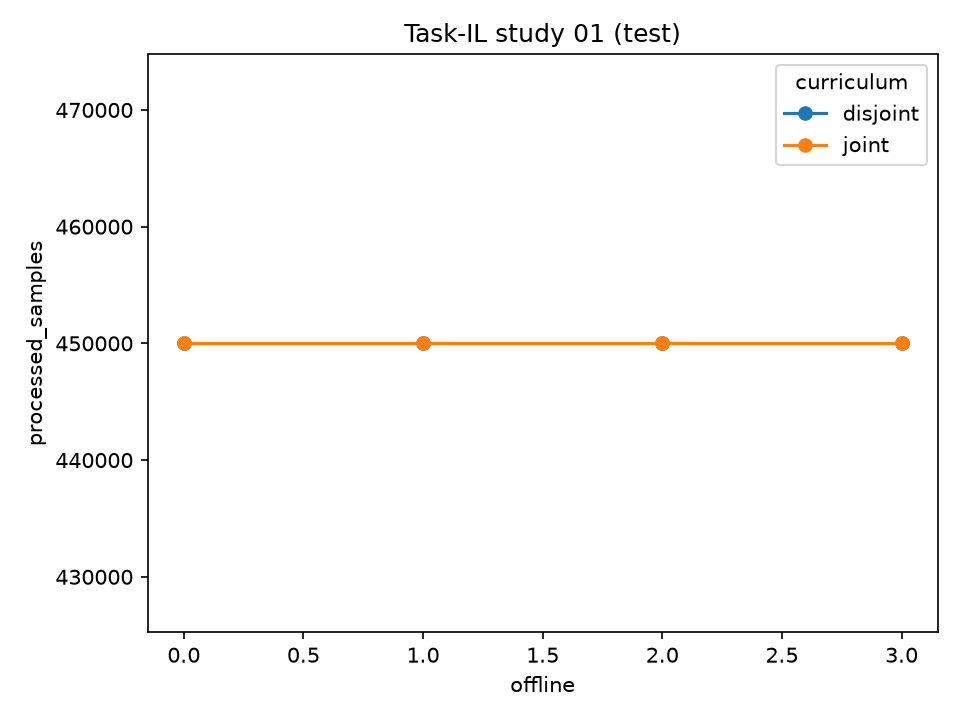 Task-IL study 01 (test)
curriculum
disjoint
joint
processed_samples
470000
460000
450000
440000
430000
0.0 0.5 1.0 1.5 2.0 2.5 3.0
offline